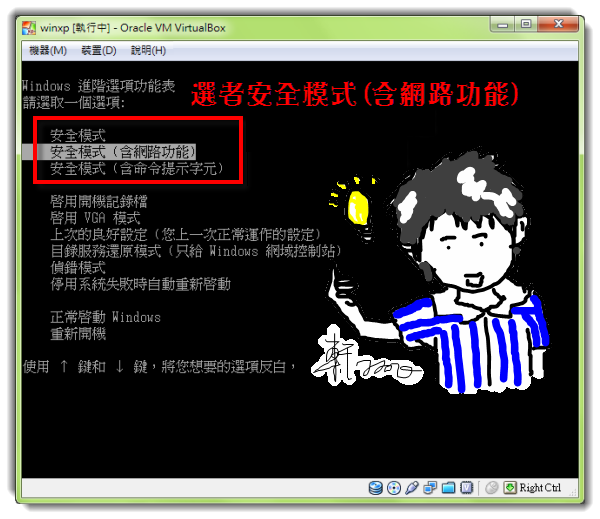 winxp [執行中] - Oracle VM VirtualBox
機器(M) 裝置(D) 說明(H)
Windows 進階選項功能表
請選取一個選項:
選者安全模式(含網路功能)
安全模式
安全模式 (含網路功能)
安全模式 (含命令提示字元)
啓用開機記錄檔
啓用 VGA 模式
上次的良好設定 (您上一次正常運作的設定)
目錄服務還原模式 (只給 Windows 網域控制站)
偵錯模式
停用系統失敗時自動重新啓動
正常啓動 Windows
重新開機
使用 ↑ 鍵和 ↓ 鍵，將您想要的選項反白，
軒
Right Ctrl